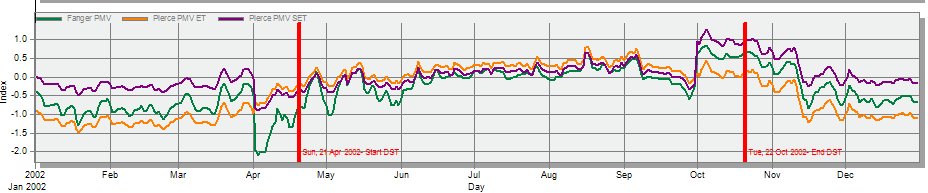 Fanger PMV Pierce PMV ET Pierce PMV SET
1.0
0.5
0.0
-0.5
-1.0
-1.5
-2.0
Index
Sun, 21 Apr 2002- Start DST
Tue, 22 Oct 2002- End DST
2002 Feb Mar Apr May Jun Jul Aug Sep Oct Nov Dec
Jan 2002
Day